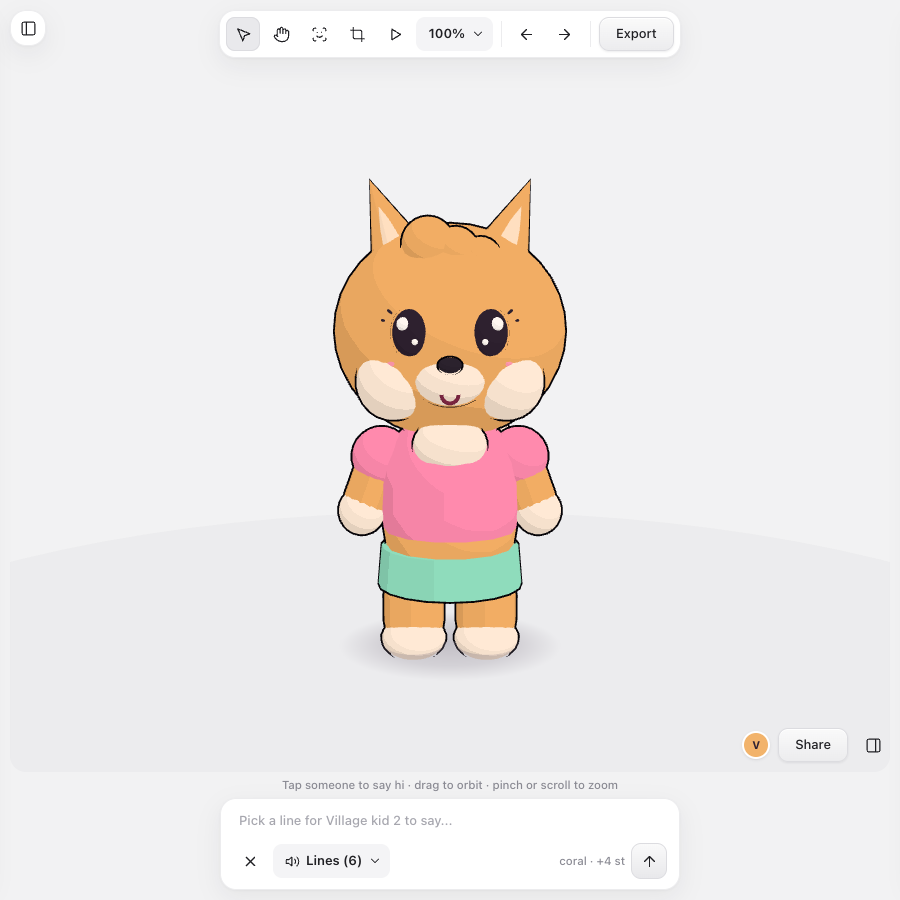 100%
Export
V
Share
Tap someone to say hi · drag to orbit · pinch or scroll to zoom
Pick a line for Village kid 2 to say...
Lines (6)
coral · +4 st